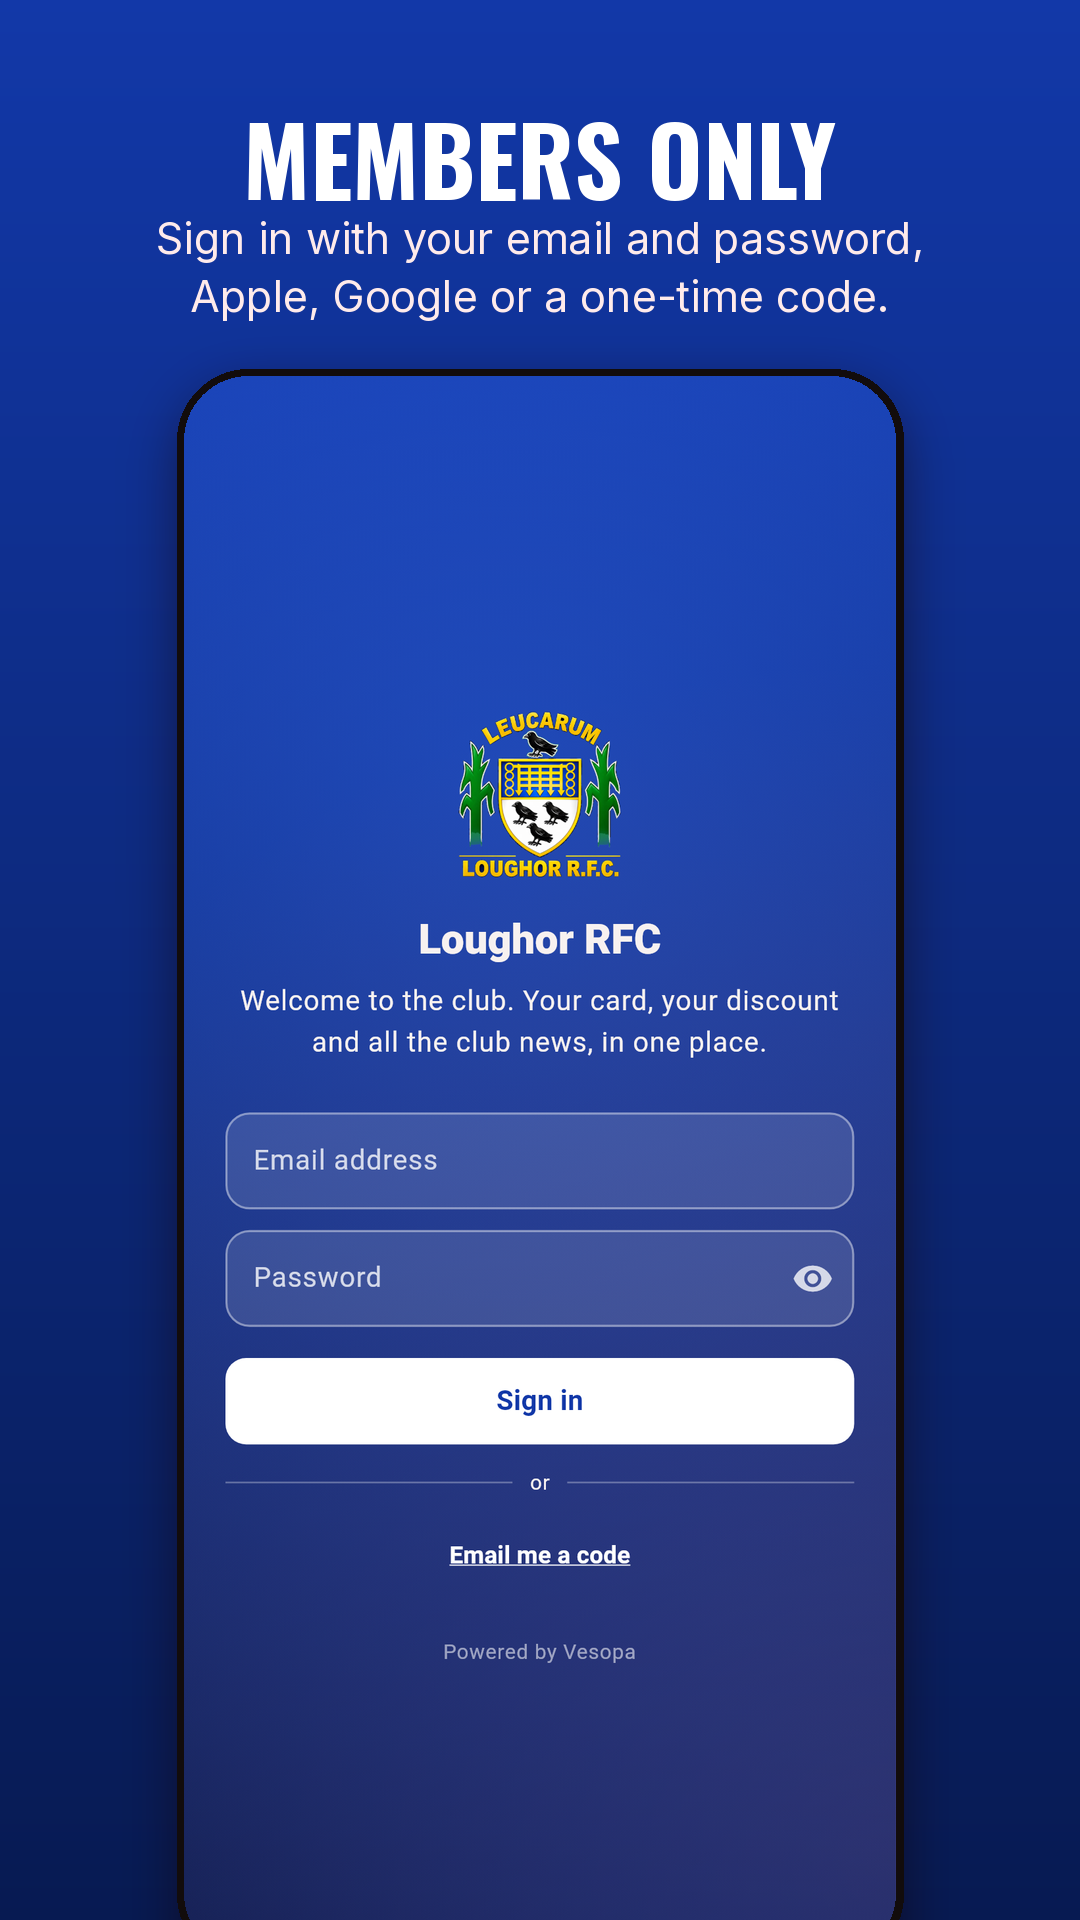 MEMBERS ONLY
Sign in with your email and password,
Apple, Google or a one-time code.
LEUCARUM
LOUGHOR R.F.C.
Loughor RFC
Welcome to the club. Your card, your discount
and all the club news, in one place.
Email address
Password
Sign in
or
Email me a code
Powered by Vesopa